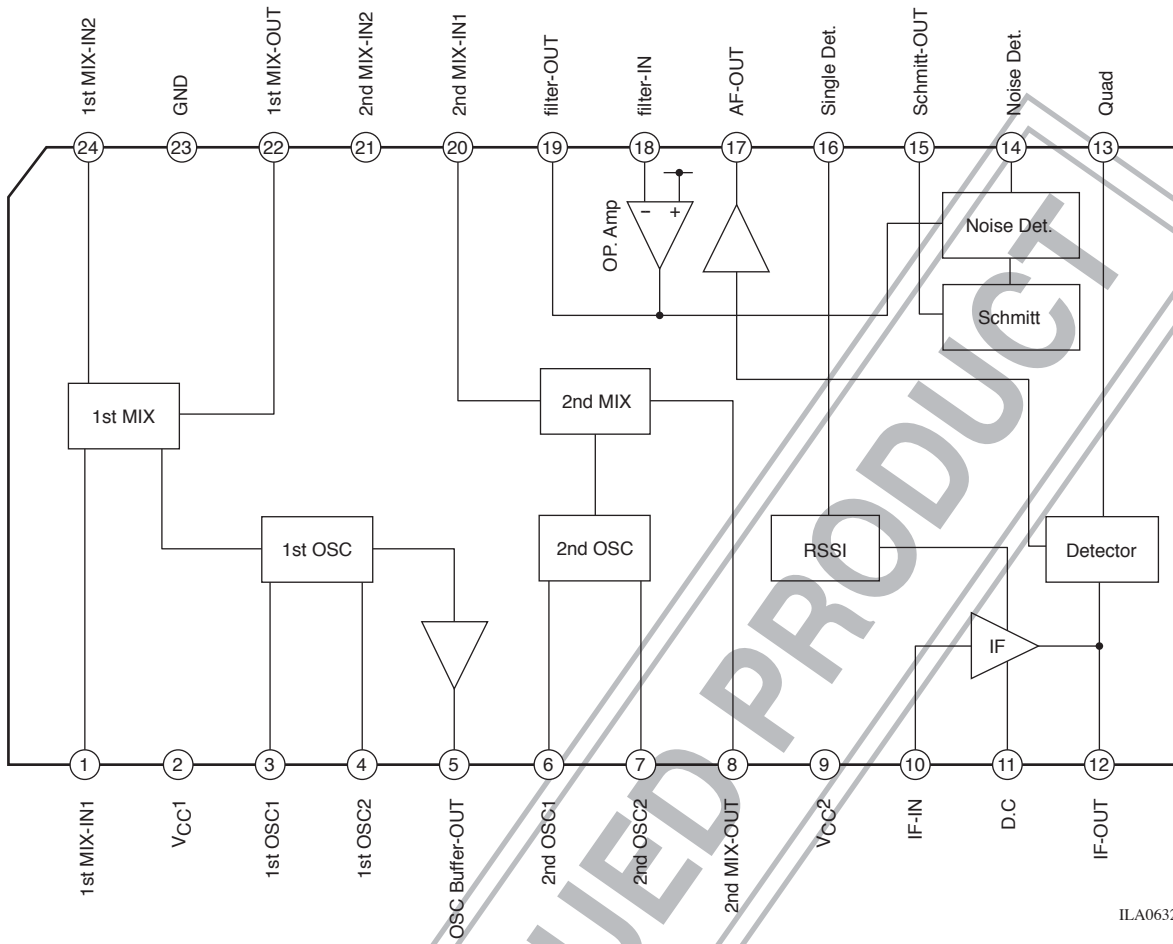 1st MIX-IN2
GND
1st MIX-OUT
2nd MIX-IN2
2nd MIX-IN1
filter-OUT
filter-IN
AF-OUT
Single Det.
Schmitt-OUT
Noise Det.
Quad
24
23
22
21
20
19
18
17
16
15
14
13
OP. Amp
−
+
Noise Det.
Schmitt
1st MIX
2nd MIX
1st OSC
2nd OSC
RSSI
Detector
IF
1
2
3
4
5
6
7
8
9
10
11
12
1st MIX-IN1
VCC1
1st OSC1
1st OSC2
OSC Buffer-OUT
2nd OSC1
2nd OSC2
2nd MIX-OUT
VCC2
IF-IN
D.C
IF-OUT
UED PRODUCT